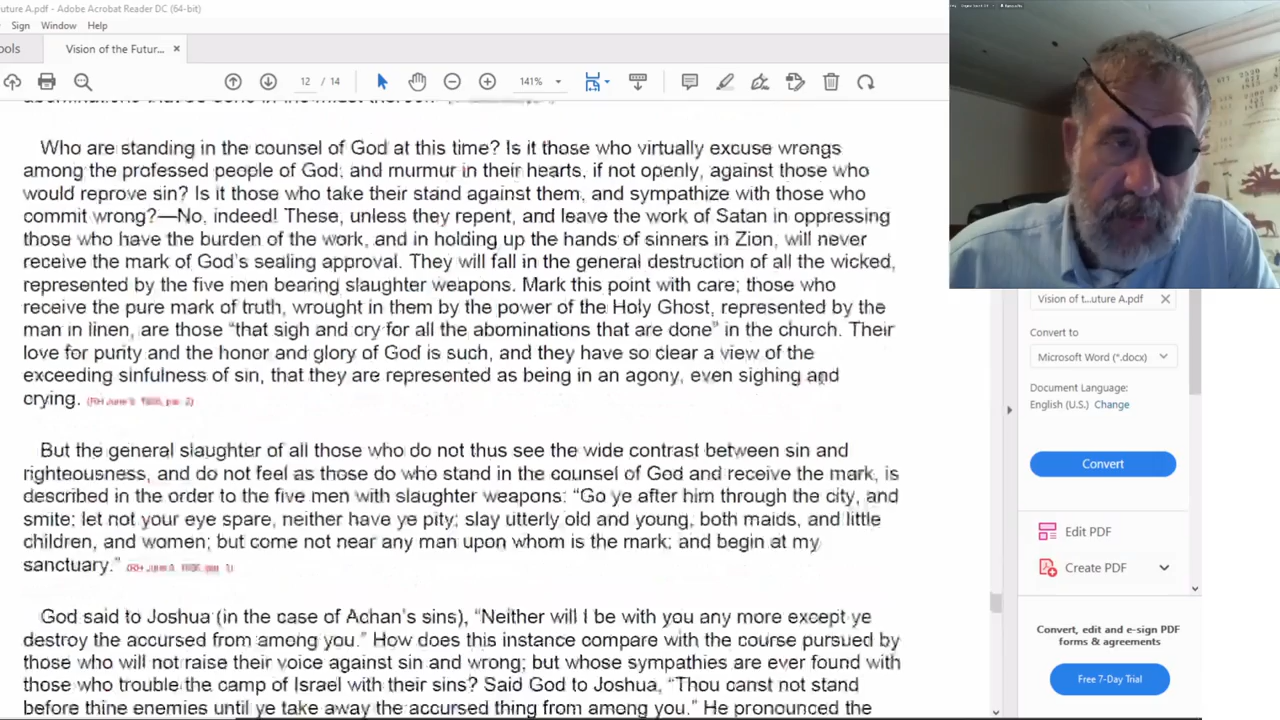 uture A.pdf - Adobe Acrobat Reader DC (64-bit)
Sign Window Help
ools Vision of the Futur... ×
12 / 14 141%
Who are standing in the counsel of God at this time? Is it those who virtually excuse wrongs
among the professed people of God, and murmur in their hearts, if not openly, against those who
would reprove sin? Is it those who take their stand against them, and sympathize with those who
commit wrong?—No, indeed! These, unless they repent, and leave the work of Satan in oppressing
those who have the burden of the work, and in holding up the hands of sinners in Zion, will never
receive the mark of God's sealing approval. They will fall in the general destruction of all the wicked,
represented by the five men bearing slaughter weapons. Mark this point with care; those who
receive the pure mark of truth, wrought in them by the power of the Holy Ghost, represented by the
man in linen, are those "that sigh and cry for all the abominations that are done" in the church. Their
love for purity and the honor and glory of God is such, and they have so clear a view of the
exceeding sinfulness of sin, that they are represented as being in an agony, even sighing and
crying.
But the general slaughter of all those who do not thus see the wide contrast between sin and
righteousness, and do not feel as those do who stand in the counsel of God and receive the mark, is
described in the order to the five men with slaughter weapons: "Go ye after him through the city, and
smite; let not your eye spare, neither have ye pity; slay utterly old and young, both maids, and little
children, and women; but come not near any man upon whom is the mark; and begin at my
sanctuary."
God said to Joshua (in the case of Achan's sins), "Neither will I be with you any more except ye
destroy the accursed from among you." How does this instance compare with the course pursued by
those who will not raise their voice against sin and wrong; but whose sympathies are ever found with
those who trouble the camp of Israel with their sins? Said God to Joshua, "Thou canst not stand
before thine enemies until ye take away the accursed thing from among you." He pronounced the
Vision of t...uture A.pdf ×
Convert to
Microsoft Word (*.docx)
Document Language:
English (U.S.) Change
Convert
Edit PDF
Create PDF
Convert, edit and e-sign PDF
forms & agreements
Free 7-Day Trial